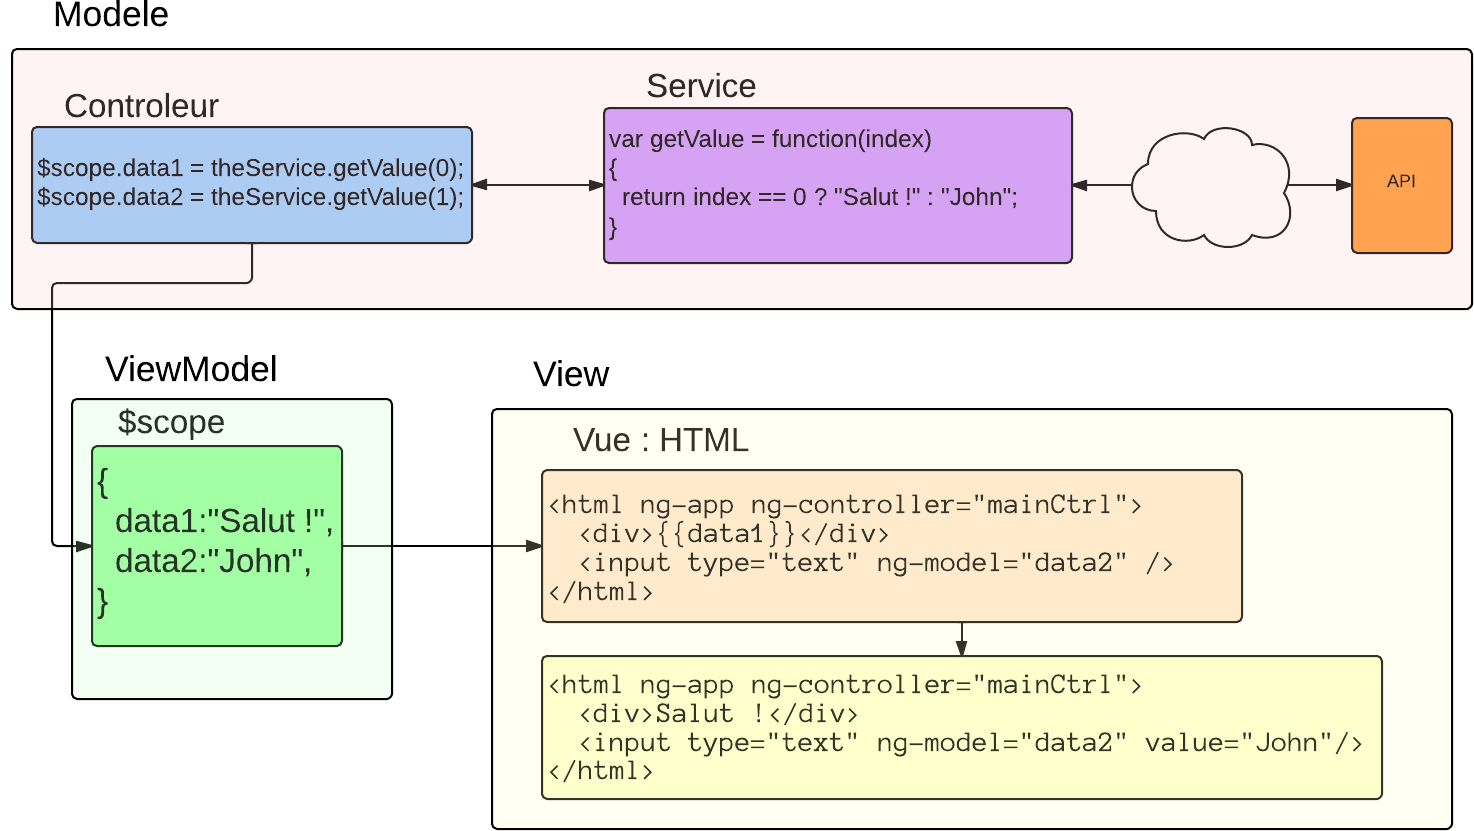 Modele
Controleur
$scope.data1 = theService.getValue(0);
$scope.data2 = theService.getValue(1);
Service
var getValue = function(index)
{
return index == 0 ? "Salut !" : "John";
}
API
ViewModel
$scope
{
data1:"Salut !",
data2:"John",
}
View
Vue : HTML
<html ng-app ng-controller="mainCtrl">
<div>{{data1}}</div>
<input type="text" ng-model="data2" />
</html>
<html ng-app ng-controller="mainCtrl">
<div>Salut !</div>
<input type="text" ng-model="data2" value="John"/>
</html>